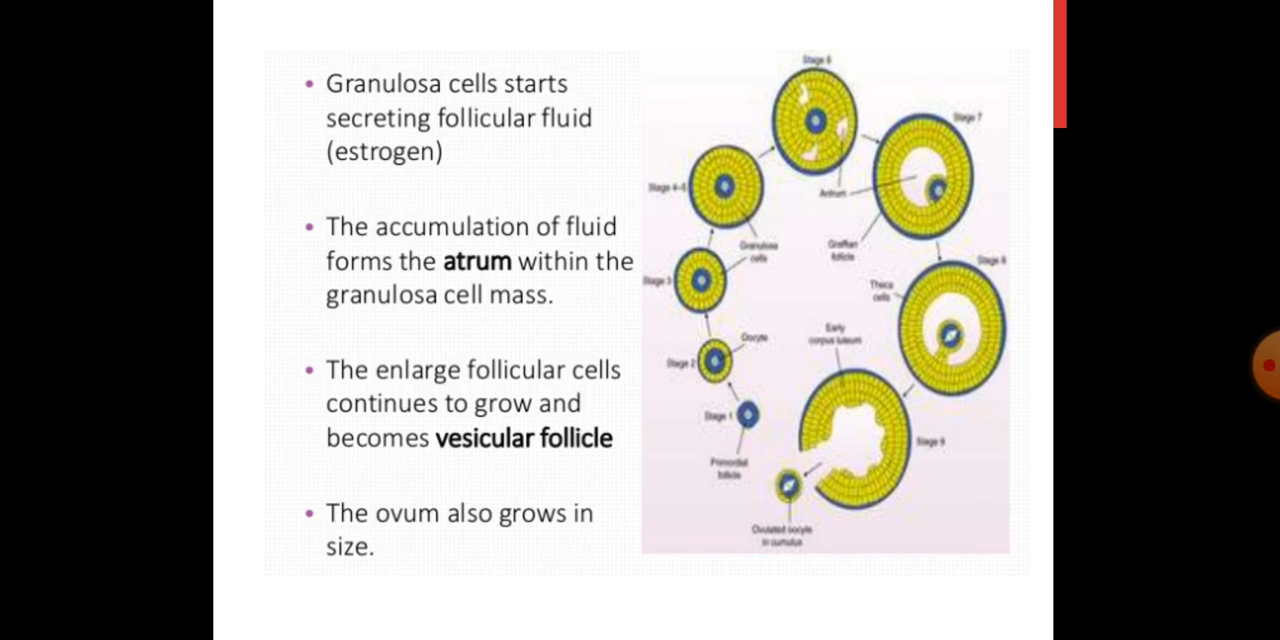 • Granulosa cells starts
secreting follicular fluid
(estrogen)
• The accumulation of fluid
forms the atrum within the
granulosa cell mass.
• The enlarge follicular cells
continues to grow and
becomes vesicular follicle
• The ovum also grows in
size.
Stage 6
Stage 7
Stage 4-5
Antrum
Granulosa
cells
Graffian
follicle
Stage 8
Stage 3
Theca
cells
Early
corpus luteum
Oocyte
Stage 2
Stage 1
Stage 9
Primordial
follicle
Ovulated oocyte
in cumulus